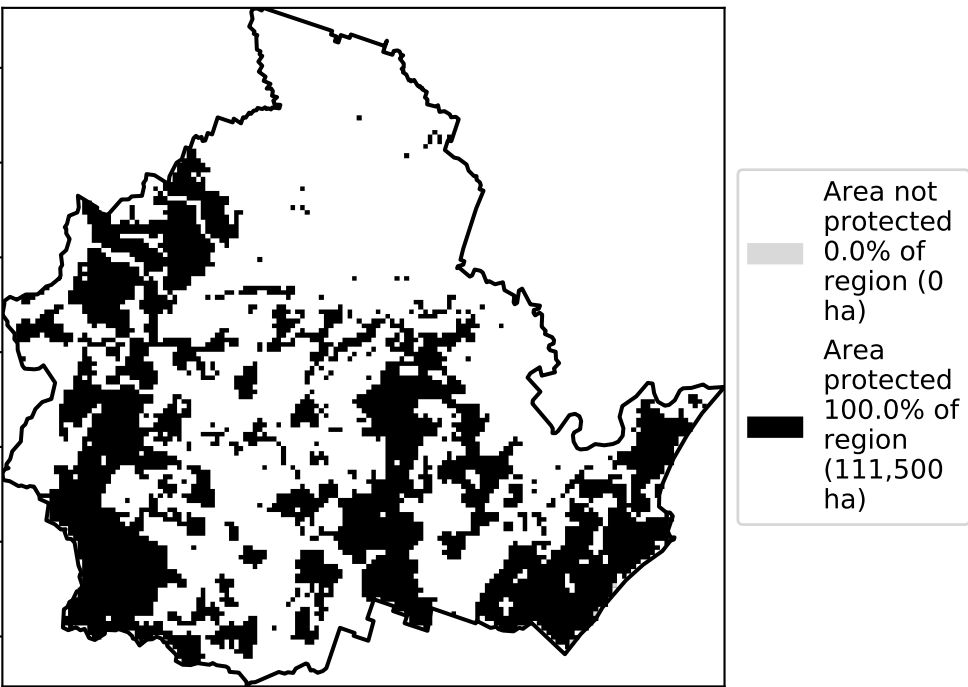 Area not
protected
0.0% of
region (0
ha)
Area
protected
100.0% of
region
(111,500
ha)